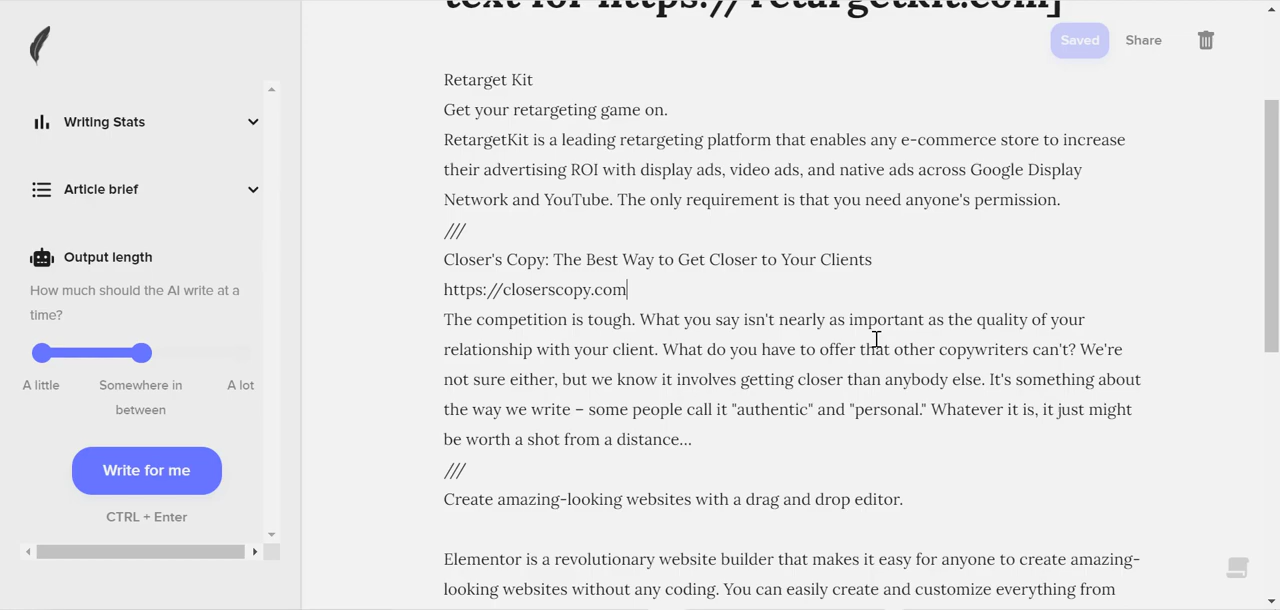 text for https://retargetkit.com]
Saved
Share
Writing Stats
Article brief
Output length
How much should the AI write at a
time?
A little
Somewhere in
between
A lot
Write for me
CTRL + Enter
Retarget Kit
Get your retargeting game on.
RetargetKit is a leading retargeting platform that enables any e-commerce store to increase
their advertising ROI with display ads, video ads, and native ads across Google Display
Network and YouTube. The only requirement is that you need anyone's permission.
///
Closer's Copy: The Best Way to Get Closer to Your Clients
https://closerscopy.com
The competition is tough. What you say isn't nearly as important as the quality of your
relationship with your client. What do you have to offer that other copywriters can't? We're
not sure either, but we know it involves getting closer than anybody else. It's something about
the way we write – some people call it "authentic" and "personal." Whatever it is, it just might
be worth a shot from a distance...
///
Create amazing-looking websites with a drag and drop editor.
Elementor is a revolutionary website builder that makes it easy for anyone to create amazing-
looking websites without any coding. You can easily create and customize everything from